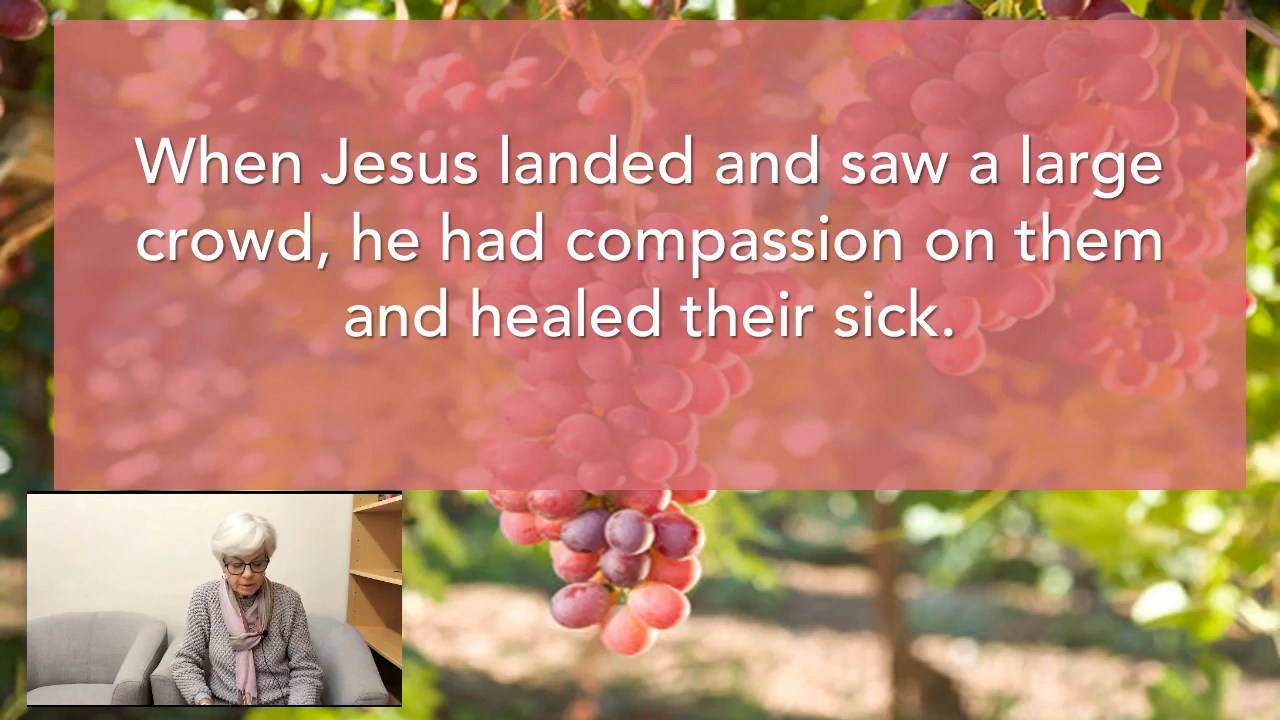 When Jesus landed and saw a large
crowd, he had compassion on them
and healed their sick.